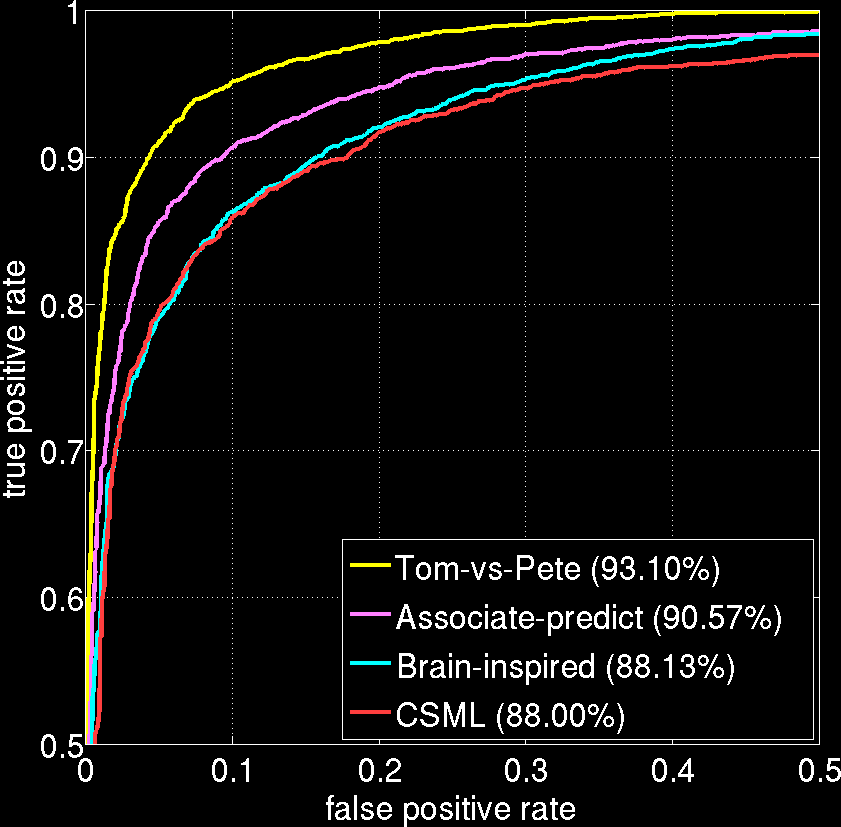 1
0.9
0.8
0.7
0.6
0.5
true positive rate
Tom-vs-Pete (93.10%)
Associate-predict (90.57%)
Brain-inspired (88.13%)
CSML (88.00%)
0 0.1 0.2 0.3 0.4 0.5
false positive rate